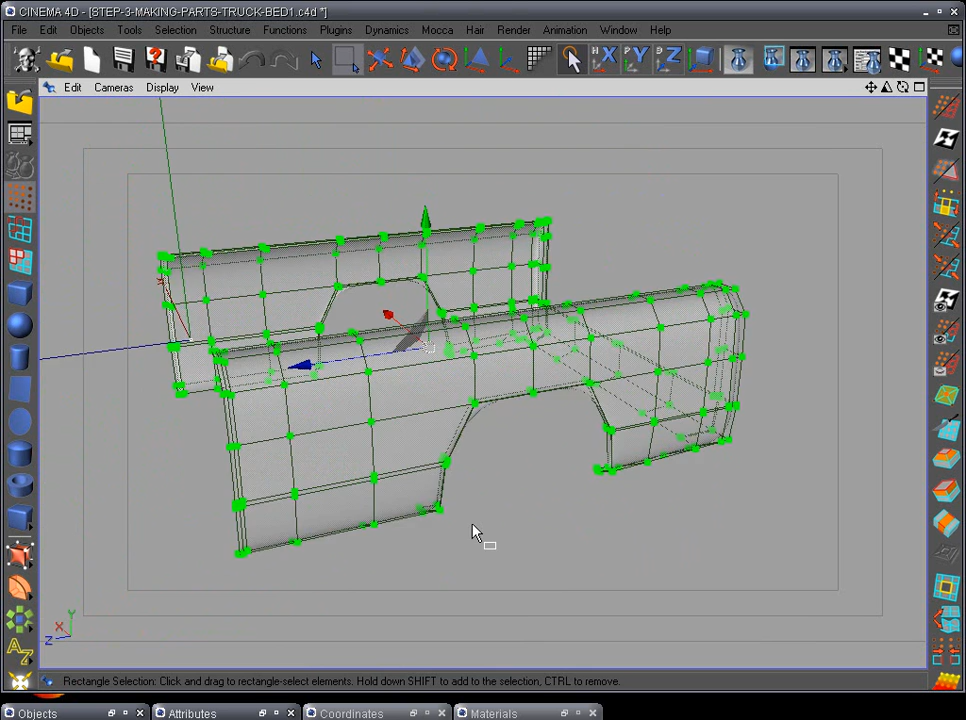 CINEMA 4D - [STEP-3-MAKING-PARTS-TRUCK-BED1.c4d *]
File Edit Objects Tools Selection Structure Functions Plugins Dynamics Mocca Hair Render Animation Window Help
X Y Z
Edit Cameras Display View
X
Y
X
Z
AZ
Rectangle Selection: Click and drag to rectangle-select elements. Hold down SHIFT to add to the selection, CTRL to remove.
Objects Attributes Coordinates Materials